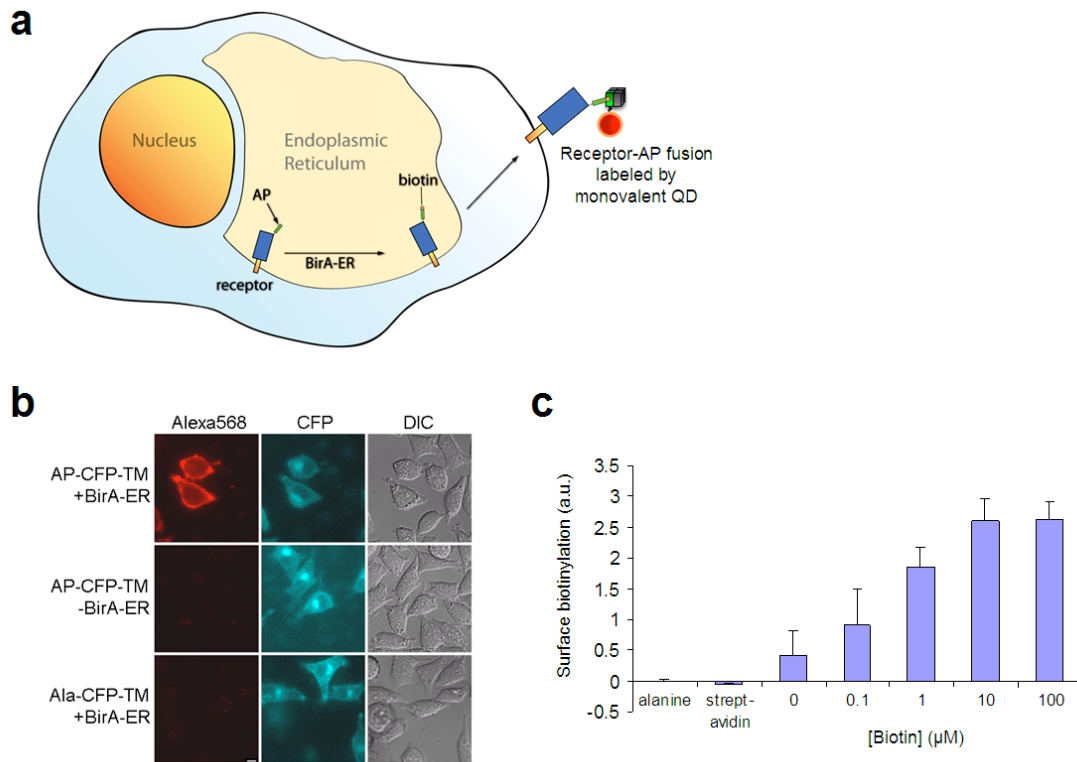 a
Nucleus
Endoplasmic
Reticulum
AP
biotin
BirA-ER
receptor
Receptor-AP fusion
labeled by
monovalent QD
b
Alexa568
CFP
DIC
AP-CFP-TM
+BirA-ER
AP-CFP-TM
-BirA-ER
Ala-CFP-TM
+BirA-ER
c
Surface biotinylation (a.u.)
3.5
3
2.5
2
1.5
1
0.5
0
-0.5
alanine
strept-
avidin
0
0.1
1
10
100
[Biotin] (µM)